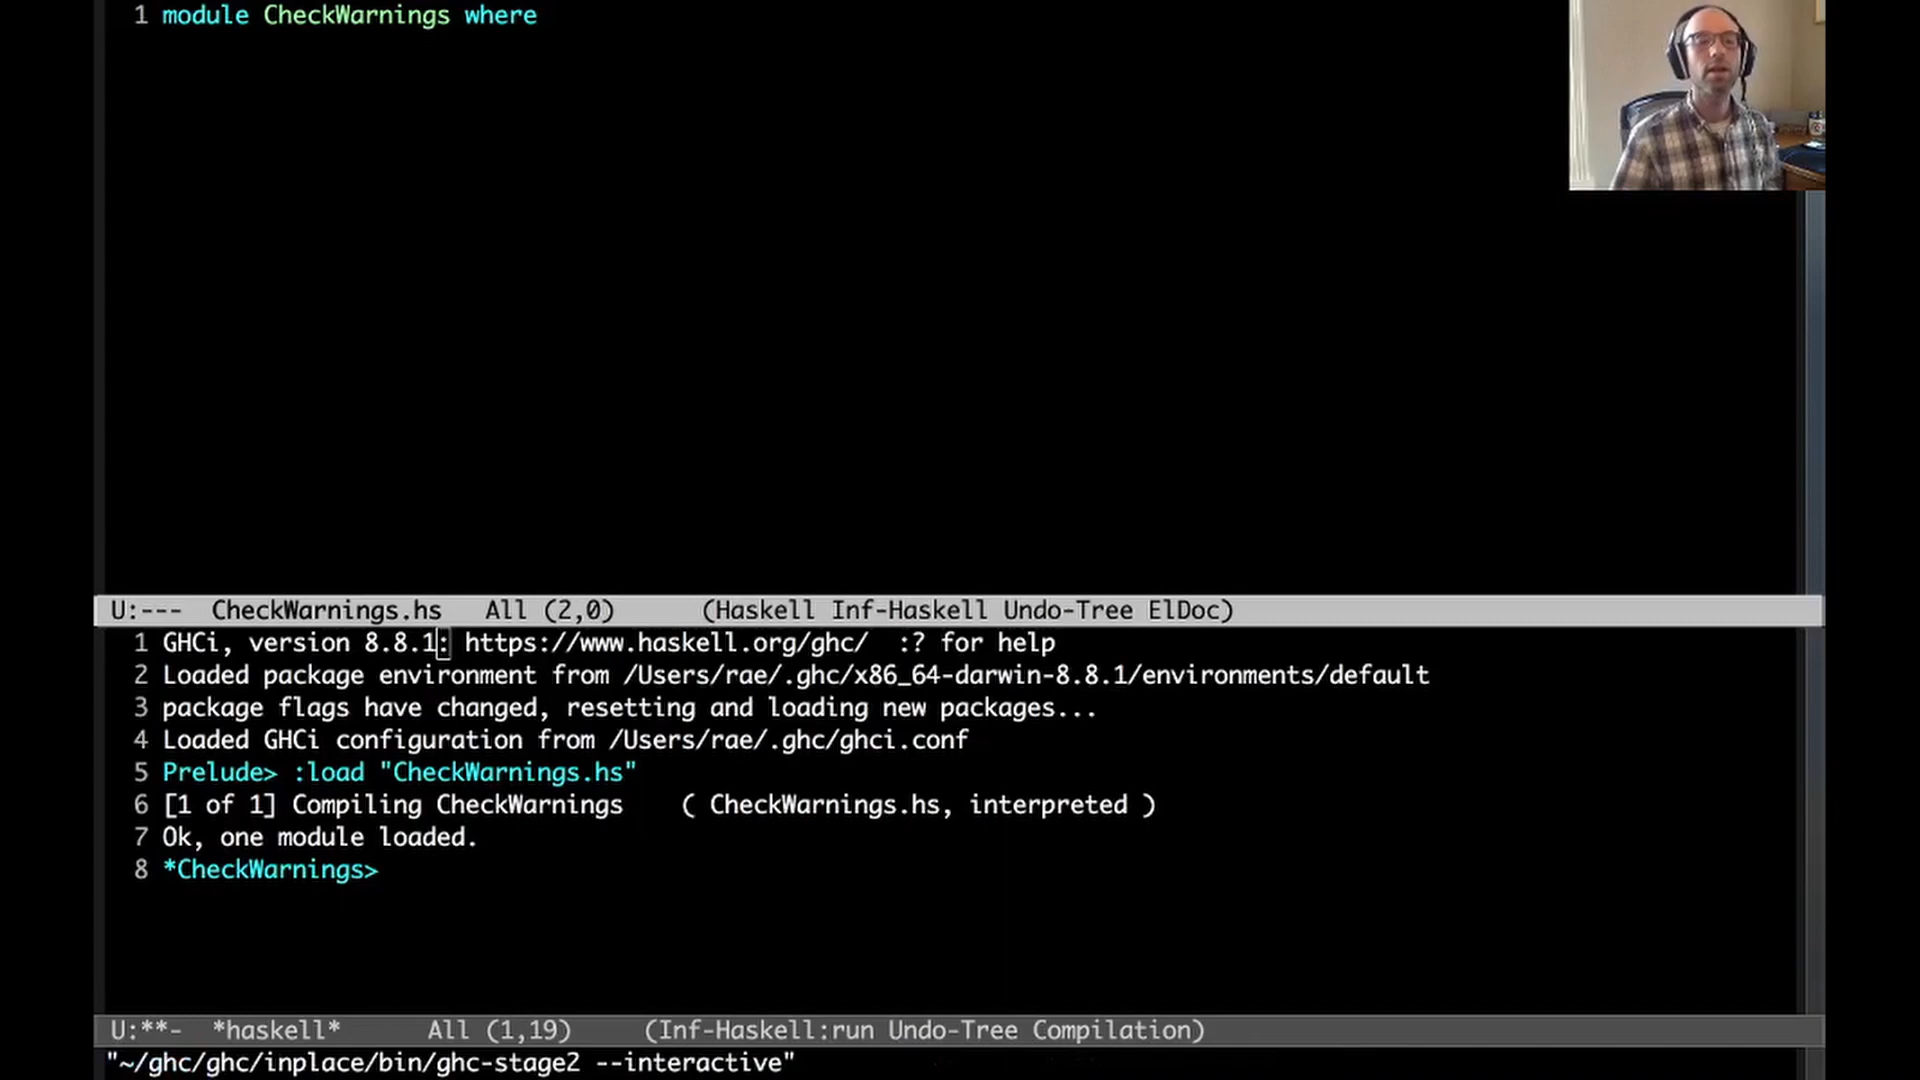 1 module CheckWarnings where
U:--- CheckWarnings.hs All (2,0) (Haskell Inf-Haskell Undo-Tree ElDoc)
1 GHCi, version 8.8.1: https://www.haskell.org/ghc/ :? for help
2 Loaded package environment from /Users/rae/.ghc/x86_64-darwin-8.8.1/environments/default
3 package flags have changed, resetting and loading new packages...
4 Loaded GHCi configuration from /Users/rae/.ghc/ghci.conf
5 Prelude> :load "CheckWarnings.hs"
6 [1 of 1] Compiling CheckWarnings ( CheckWarnings.hs, interpreted )
7 Ok, one module loaded.
8 *CheckWarnings>
U:**- *haskell* All (1,19) (Inf-Haskell:run Undo-Tree Compilation)
"~/ghc/ghc/inplace/bin/ghc-stage2 --interactive"